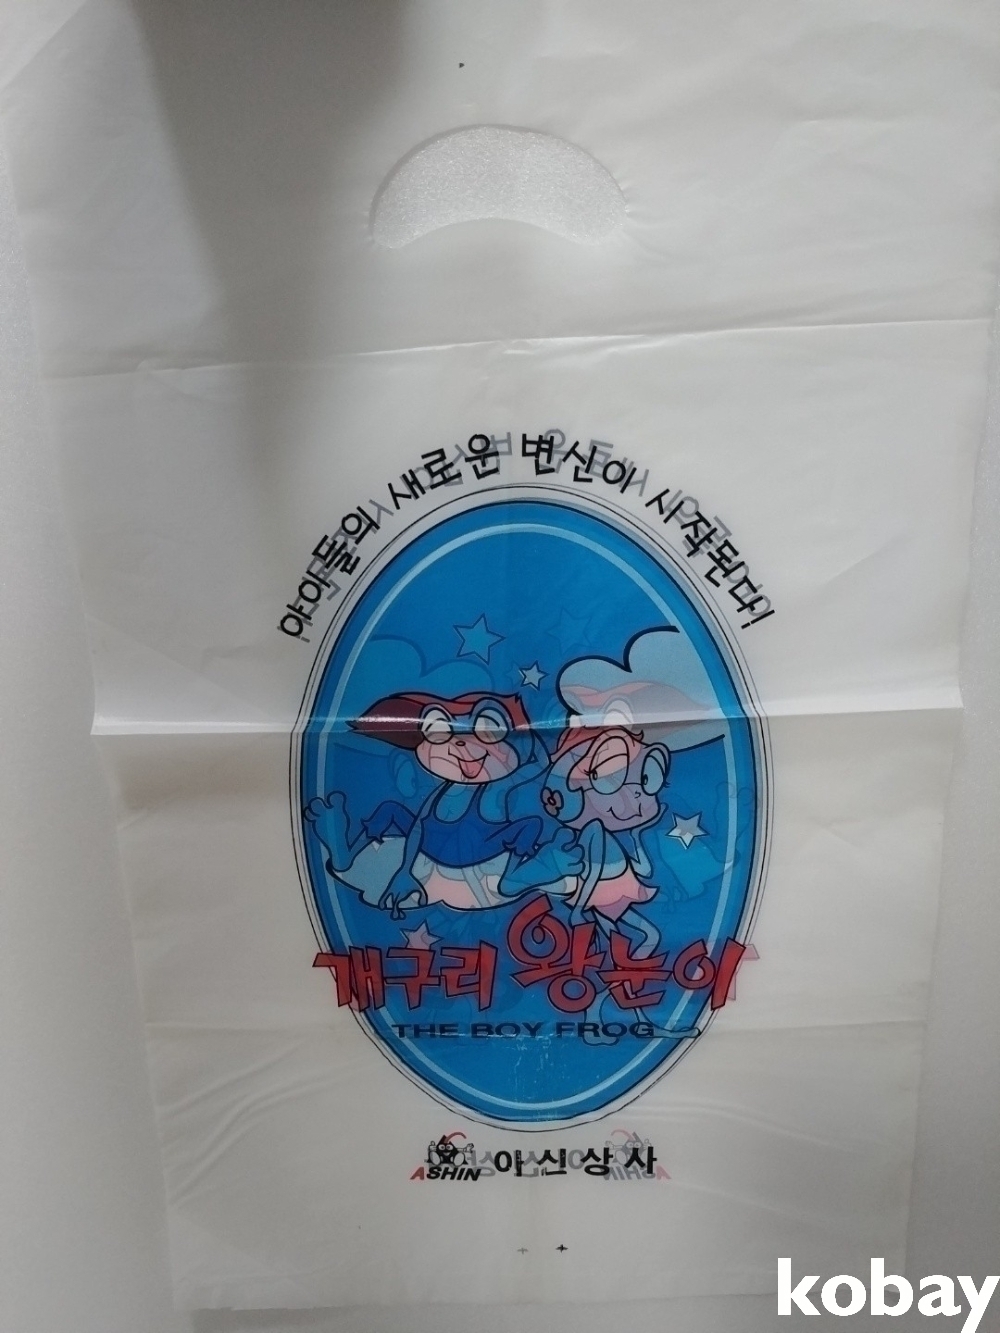 아이들의 새로운 변신이 시작된다!
개구리 왕눈이
THE BOY FROG
ASHIN 아신상사
kobay